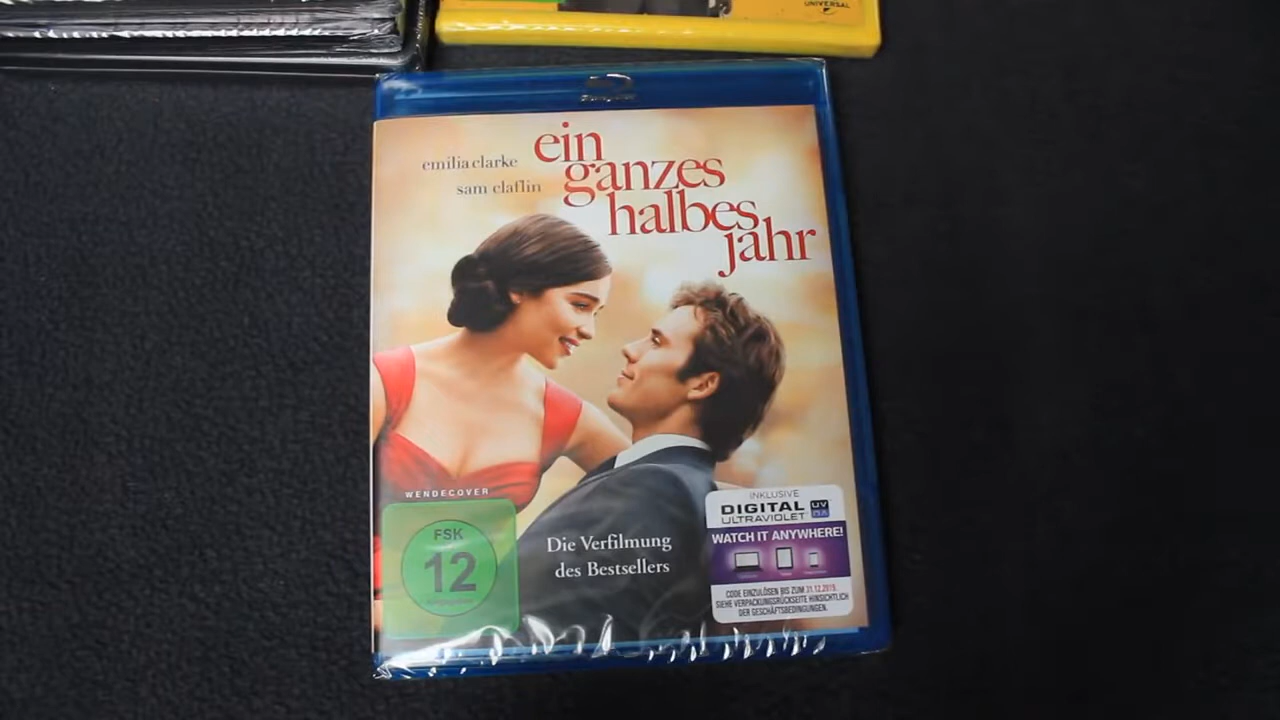 UNIVERSAL
emilia clarke
sam claflin
ein
ganzes
halbes
jahr
WENDECOVER
FSK
12
Die Verfilmung
des Bestsellers
INKLUSIVE
DIGITAL
ULTRAVIOLET
UV
WATCH IT ANYWHERE!
CODE EINZULÖSEN BIS ZUM 31.12.2019.
SIEHE VERPACKUNGSRÜCKSEITE HINSICHTLICH
DER GESCHÄFTSBEDINGUNGEN.